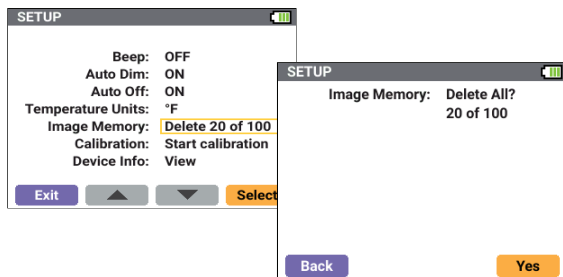 SETUP
Beep: OFF
Auto Dim: ON
Auto Off: ON
Temperature Units: °F
Image Memory: Delete 20 of 100
Calibration: Start calibration
Device Info: View
Exit
Select
SETUP
Image Memory: Delete All?
20 of 100
Back
Yes